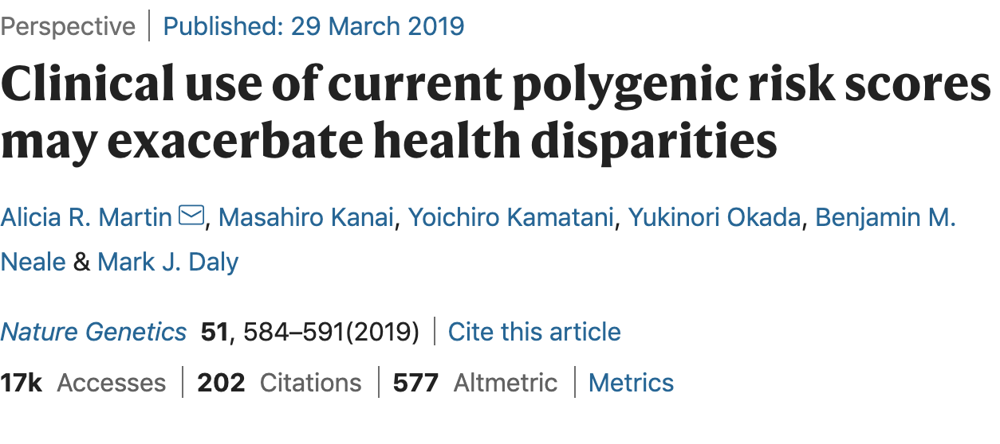 Perspective | Published: 29 March 2019
Clinical use of current polygenic risk scores
may exacerbate health disparities
Alicia R. Martin, Masahiro Kanai, Yoichiro Kamatani, Yukinori Okada, Benjamin M.
Neale & Mark J. Daly
Nature Genetics 51, 584–591(2019) | Cite this article
17k Accesses | 202 Citations | 577 Altmetric | Metrics